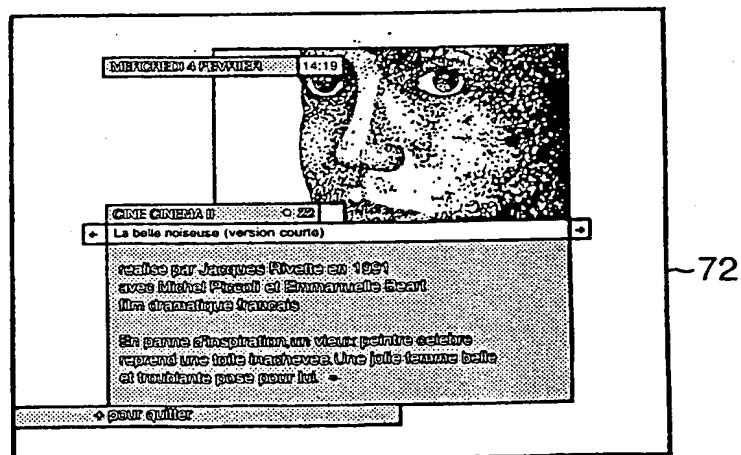 MERCREDI 4 FEVRIER 14:19
CINE CINEMA II 22
La belle noiseuse (version courte)
realise par Jacques Rivette en 1991
avec Michel Piccoli et Emmanuelle Beart
film dramatique francais
En panne d'inspiration, un vieux peintre celebre
reprend une toile inachevee. Une jolie femme belle
et troublante pose pour lui.
pour quitter
72